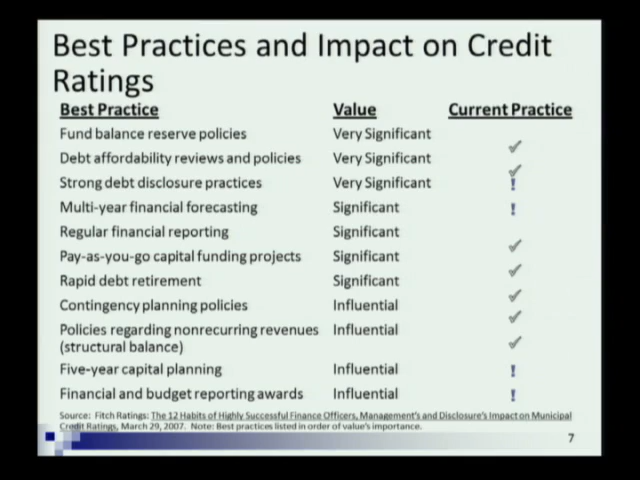 Best Practices and Impact on Credit
Ratings
Best Practice Value Current Practice
Fund balance reserve policies Very Significant
✓
Debt affordability reviews and policies Very Significant
✓
Strong debt disclosure practices Very Significant !
Multi-year financial forecasting Significant !
Regular financial reporting Significant
✓
Pay-as-you-go capital funding projects Significant
✓
Rapid debt retirement Significant
✓
Contingency planning policies Influential
✓
Policies regarding nonrecurring revenues Influential
(structural balance) ✓
Five-year capital planning Influential !
Financial and budget reporting awards Influential !
Source: Fitch Ratings: The 12 Habits of Highly Successful Finance Officers, Management's and Disclosure's Impact on Municipal
Credit Ratings, March 29, 2007. Note: Best practices listed in order of value's importance.
7